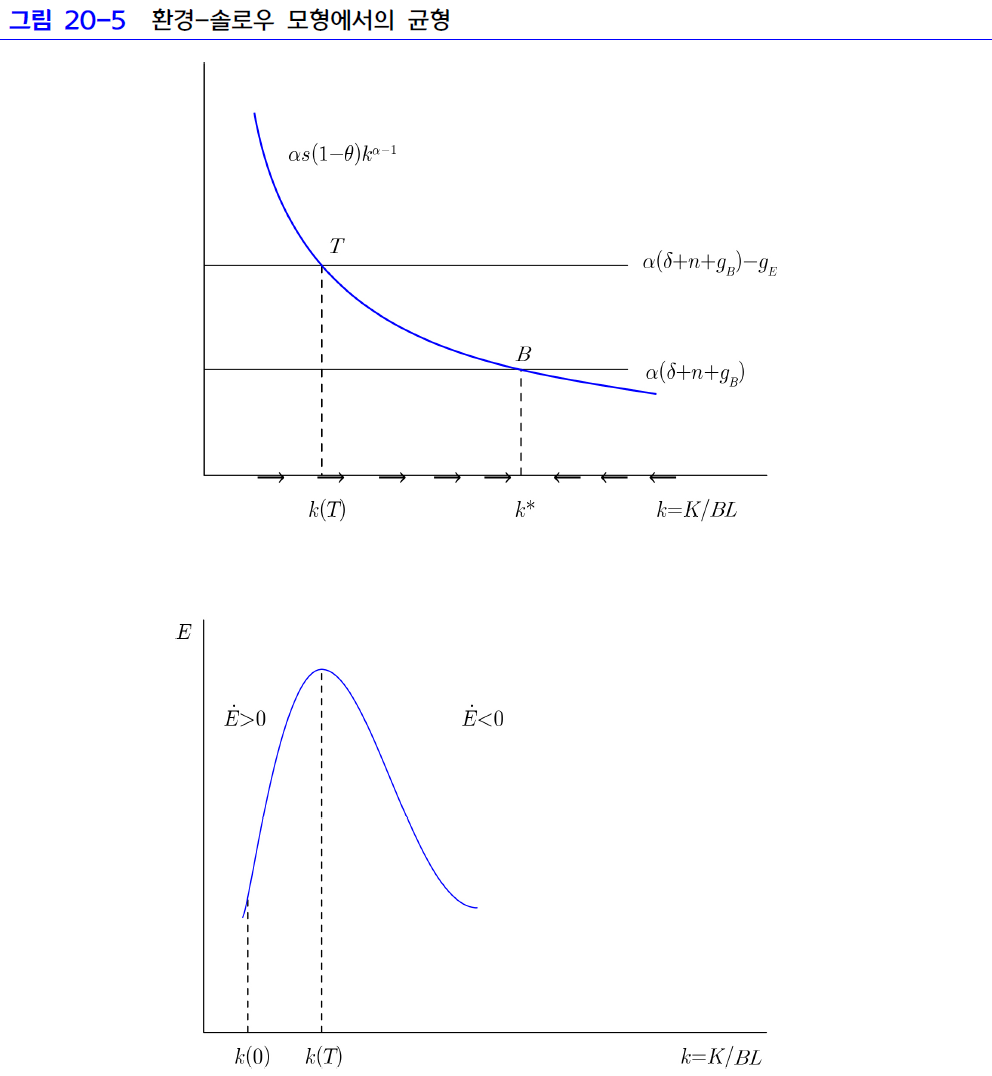 그림 20-5 환경-솔로우 모형에서의 균형
αs(1−θ)k^{α−1}
T
α(δ+n+g_B)−g_E
B
α(δ+n+g_B)
k(T) k* k=K/BL
E
Ė>0 Ė<0
k(0) k(T) k=K/BL